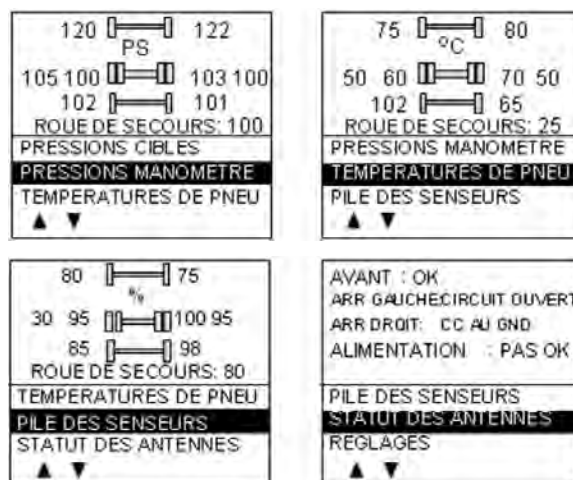 120 122
PS
105 100 103 100
102 101
ROUE DE SECOURS: 100
PRESSIONS CIBLES
PRESSIONS MANOMETRE
TEMPERATURES DE PNEU
75 80
ºC
50 60 70 50
102 65
ROUE DE SECOURS: 25
PRESSIONS MANOMETRE
TEMPERATURES DE PNEU
PILE DES SENSEURS
80 75
%
30 95 100 95
85 98
ROUE DE SECOURS: 80
TEMPERATURES DE PNEU
PILE DES SENSEURS
STATUT DES ANTENNES
AVANT : OK
ARR GAUCHE:CIRCUIT OUVERT
ARR DROIT: CC AU GND
ALIMENTATION : PAS OK
PILE DES SENSEURS
STATUT DES ANTENNES
REGLAGES